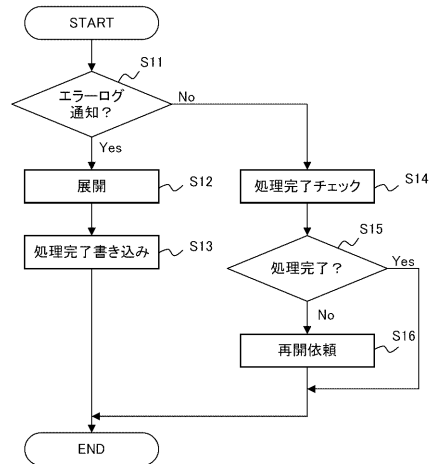 START
S11
エラーログ
通知？
No
Yes
展開
S12
処理完了チェック
S14
処理完了書き込み
S13
S15
処理完了？
Yes
No
再開依頼
S16
END